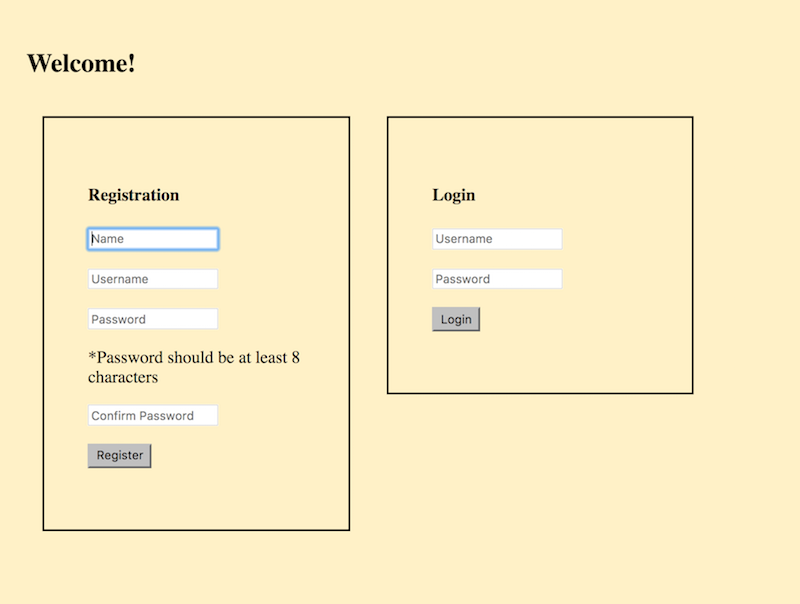 Welcome!
Registration
Name
Username
Password
*Password should be at least 8
characters
Confirm Password
Register
Login
Username
Password
Login